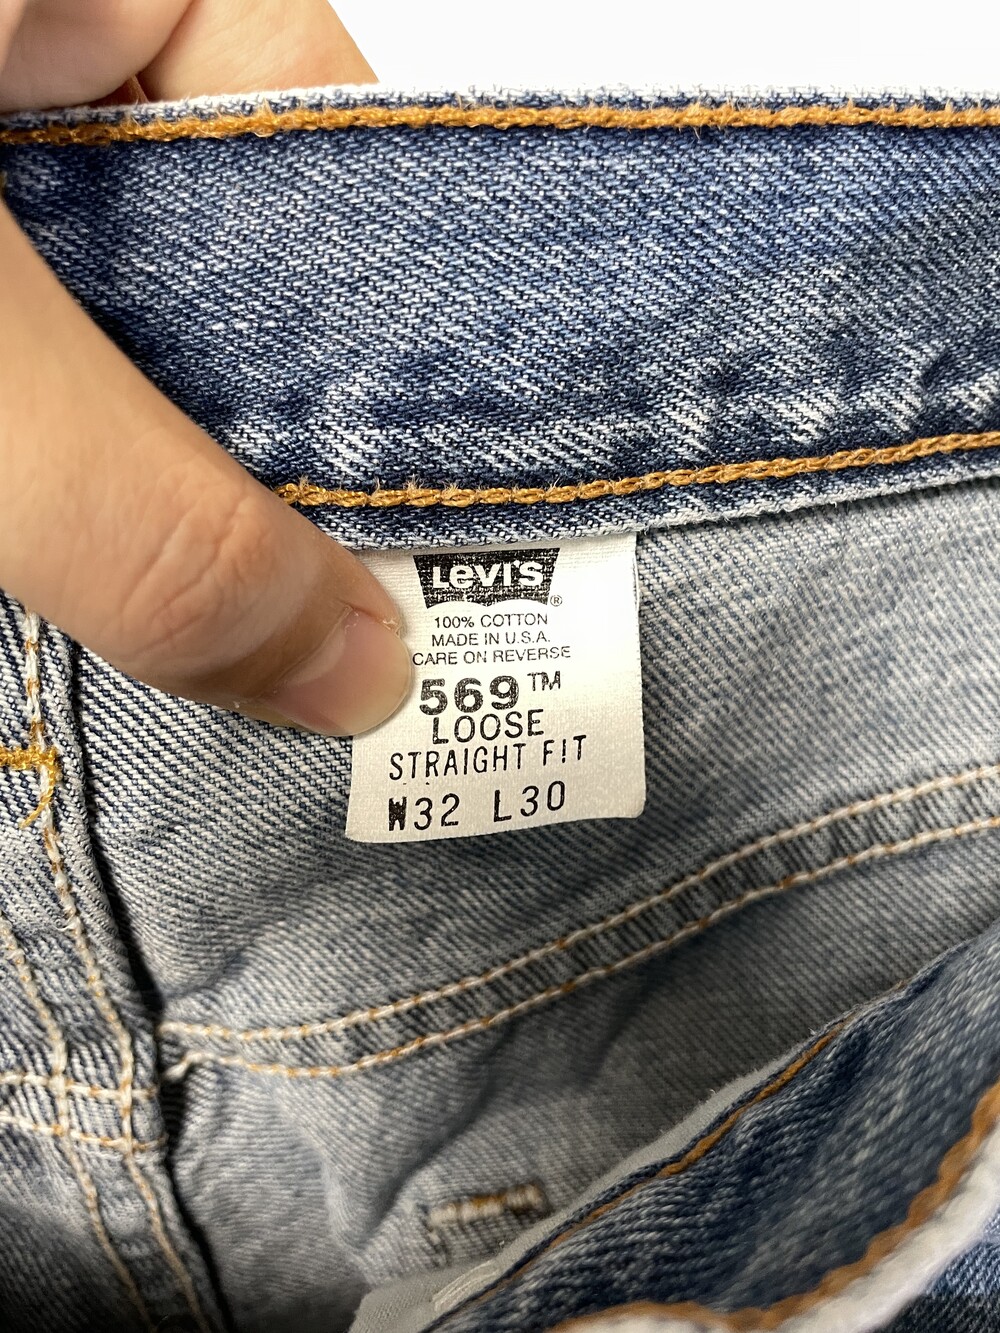 Levi's®
100% COTTON
MADE IN U.S.A.
CARE ON REVERSE
569™
LOOSE
STRAIGHT FIT
W32 L30